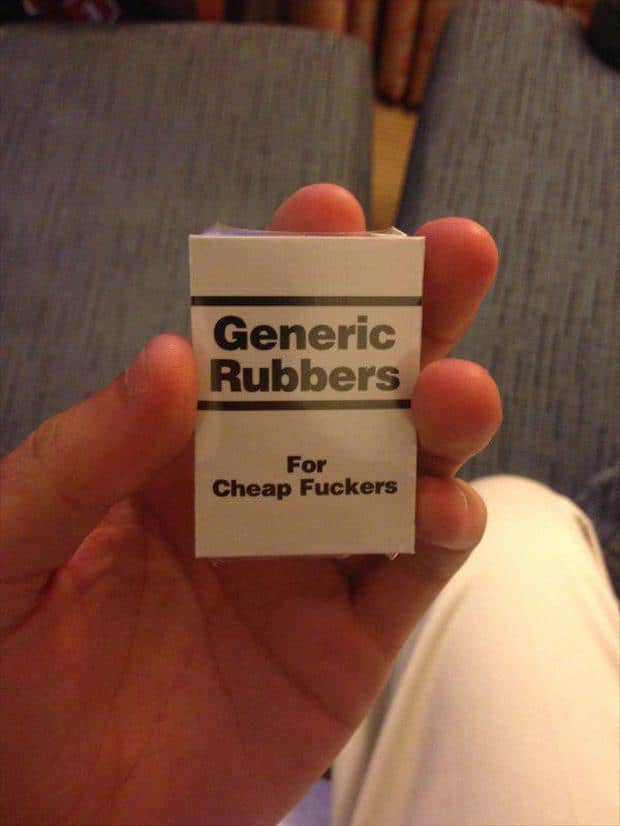 Generic
Rubbers
For
Cheap Fuckers